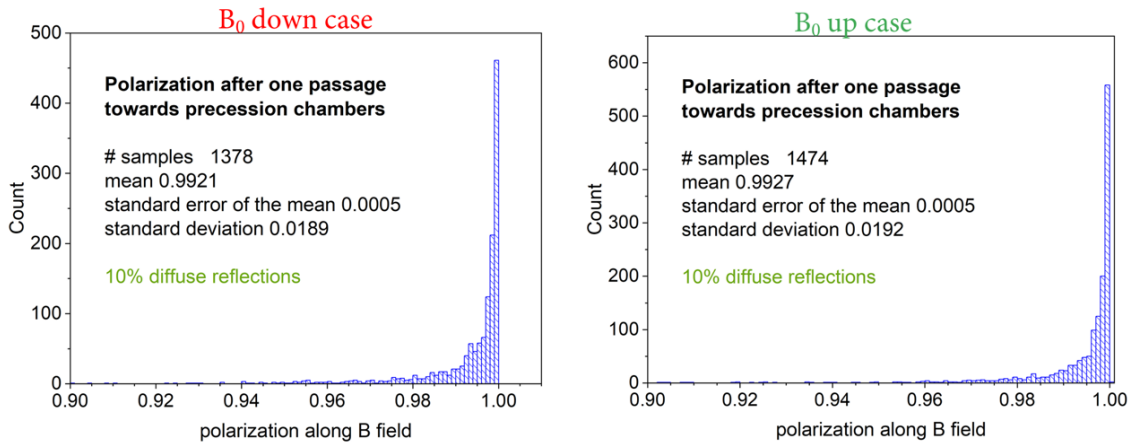 B₀ down case
500
400
300
200
100
0
Count
Polarization after one passage
towards precession chambers
# samples 1378
mean 0.9921
standard error of the mean 0.0005
standard deviation 0.0189
10% diffuse reflections
0.90 0.92 0.94 0.96 0.98 1.00
polarization along B field
B₀ up case
600
500
400
300
200
100
0
Count
Polarization after one passage
towards precession chambers
# samples 1474
mean 0.9927
standard error of the mean 0.0005
standard deviation 0.0192
10% diffuse reflections
0.90 0.92 0.94 0.96 0.98 1.00
polarization along B field